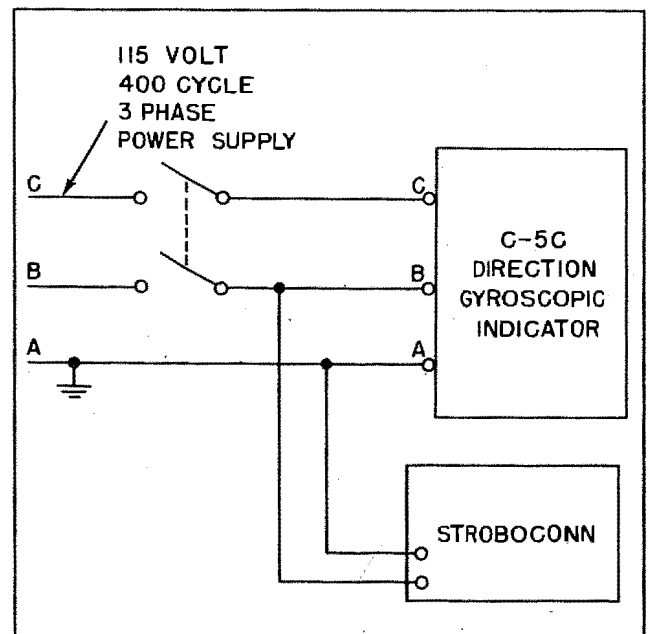 115 VOLT
400 CYCLE
3 PHASE
POWER SUPPLY
C
C
B
B
A
A
C-5C
DIRECTION
GYROSCOPIC
INDICATOR
STROBOCONN